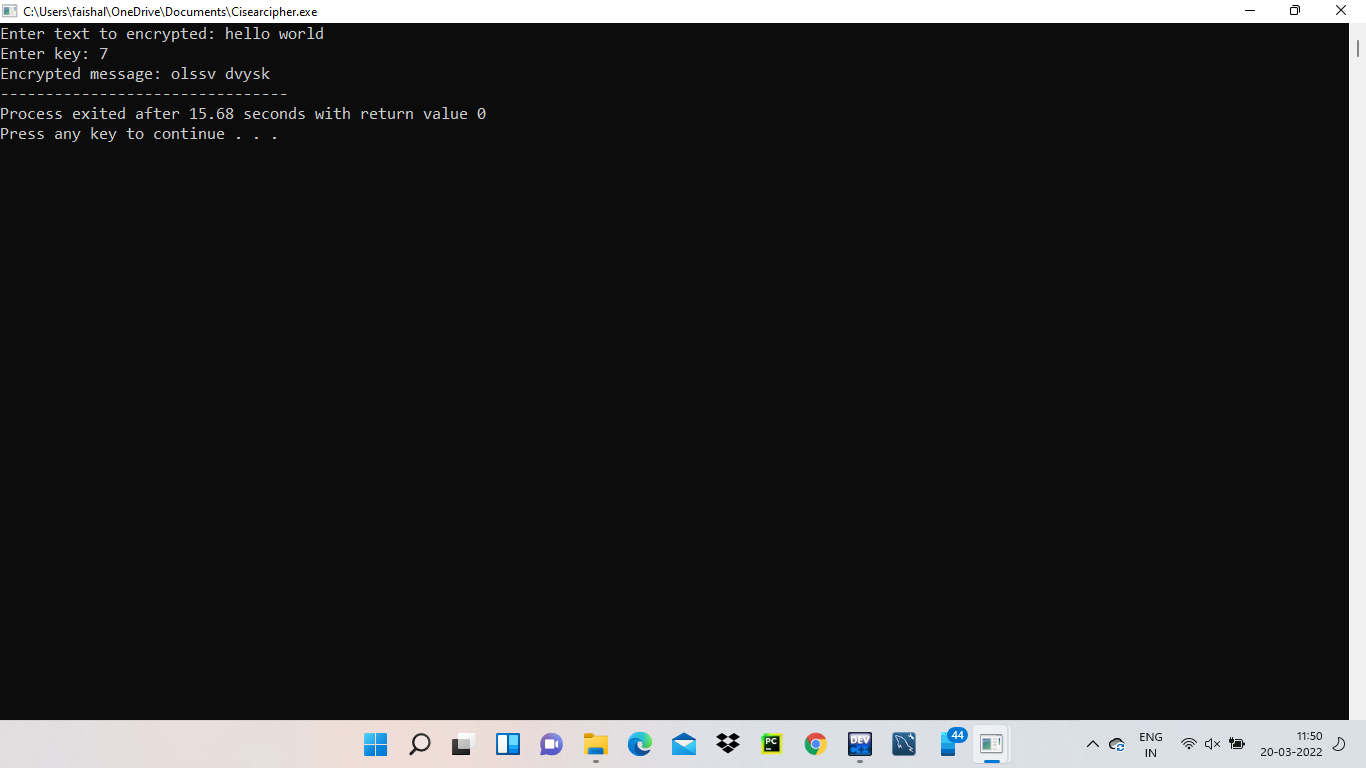 C:\Users\faishal\OneDrive\Documents\Cisearcipher.exe
Enter text to encrypted: hello world
Enter key: 7
Encrypted message: olssv dvysk
--------------------------------
Process exited after 15.68 seconds with return value 0
Press any key to continue . . .
PC
DEV
44
ENG
IN
11:50
20-03-2022